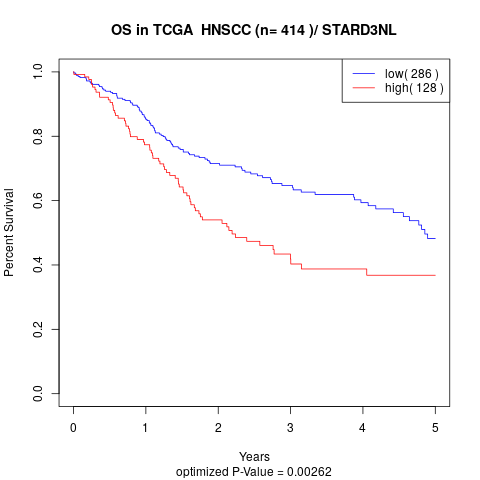 OS in TCGA  HNSCC (n= 414 )/ STARD3NL
low( 286 )
high( 128 )
Percent Survival
1.0
0.8
0.6
0.4
0.2
0.0
0 1 2 3 4 5
Years
optimized P-Value = 0.00262